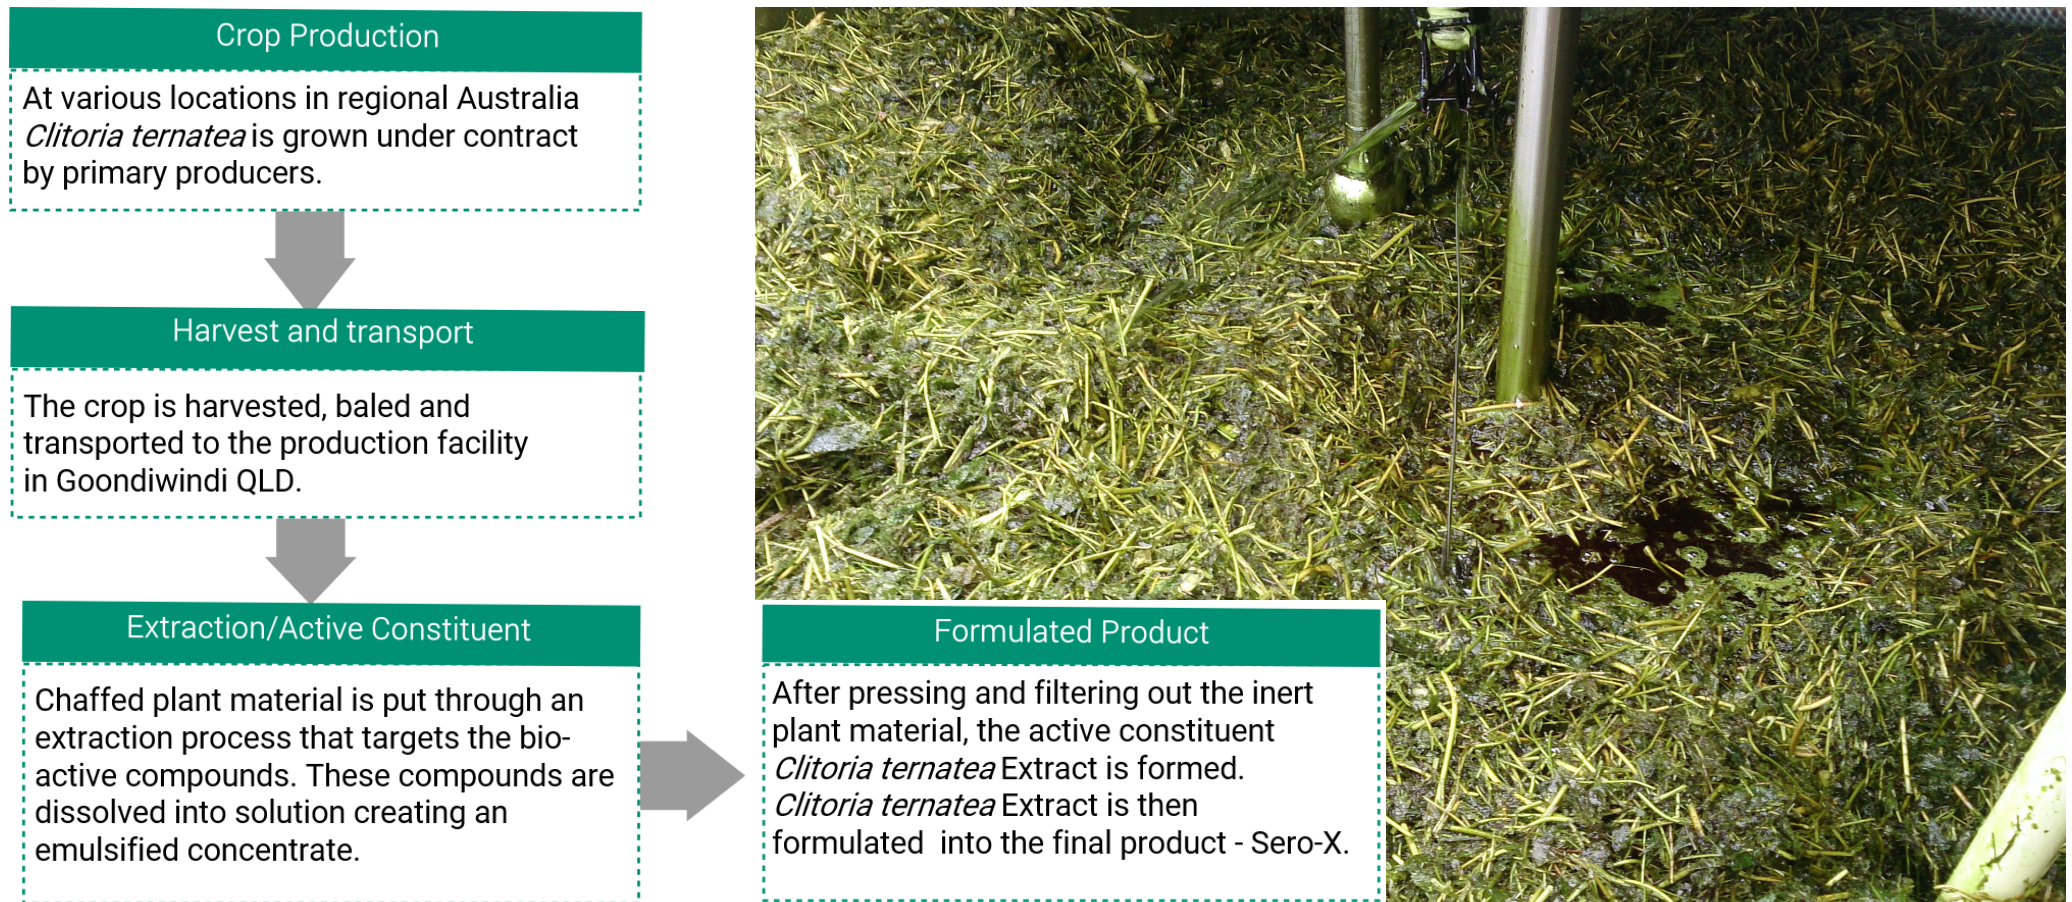 Crop Production
At various locations in regional Australia
Clitoria ternatea is grown under contract
by primary producers.
Harvest and transport
The crop is harvested, baled and
transported to the production facility
in Goondiwindi QLD.
Extraction/Active Constituent
Chaffed plant material is put through an
extraction process that targets the bio-
active compounds. These compounds are
dissolved into solution creating an
emulsified concentrate.
Formulated Product
After pressing and filtering out the inert
plant material, the active constituent
Clitoria ternatea Extract is formed.
Clitoria ternatea Extract is then
formulated  into the final product - Sero-X.